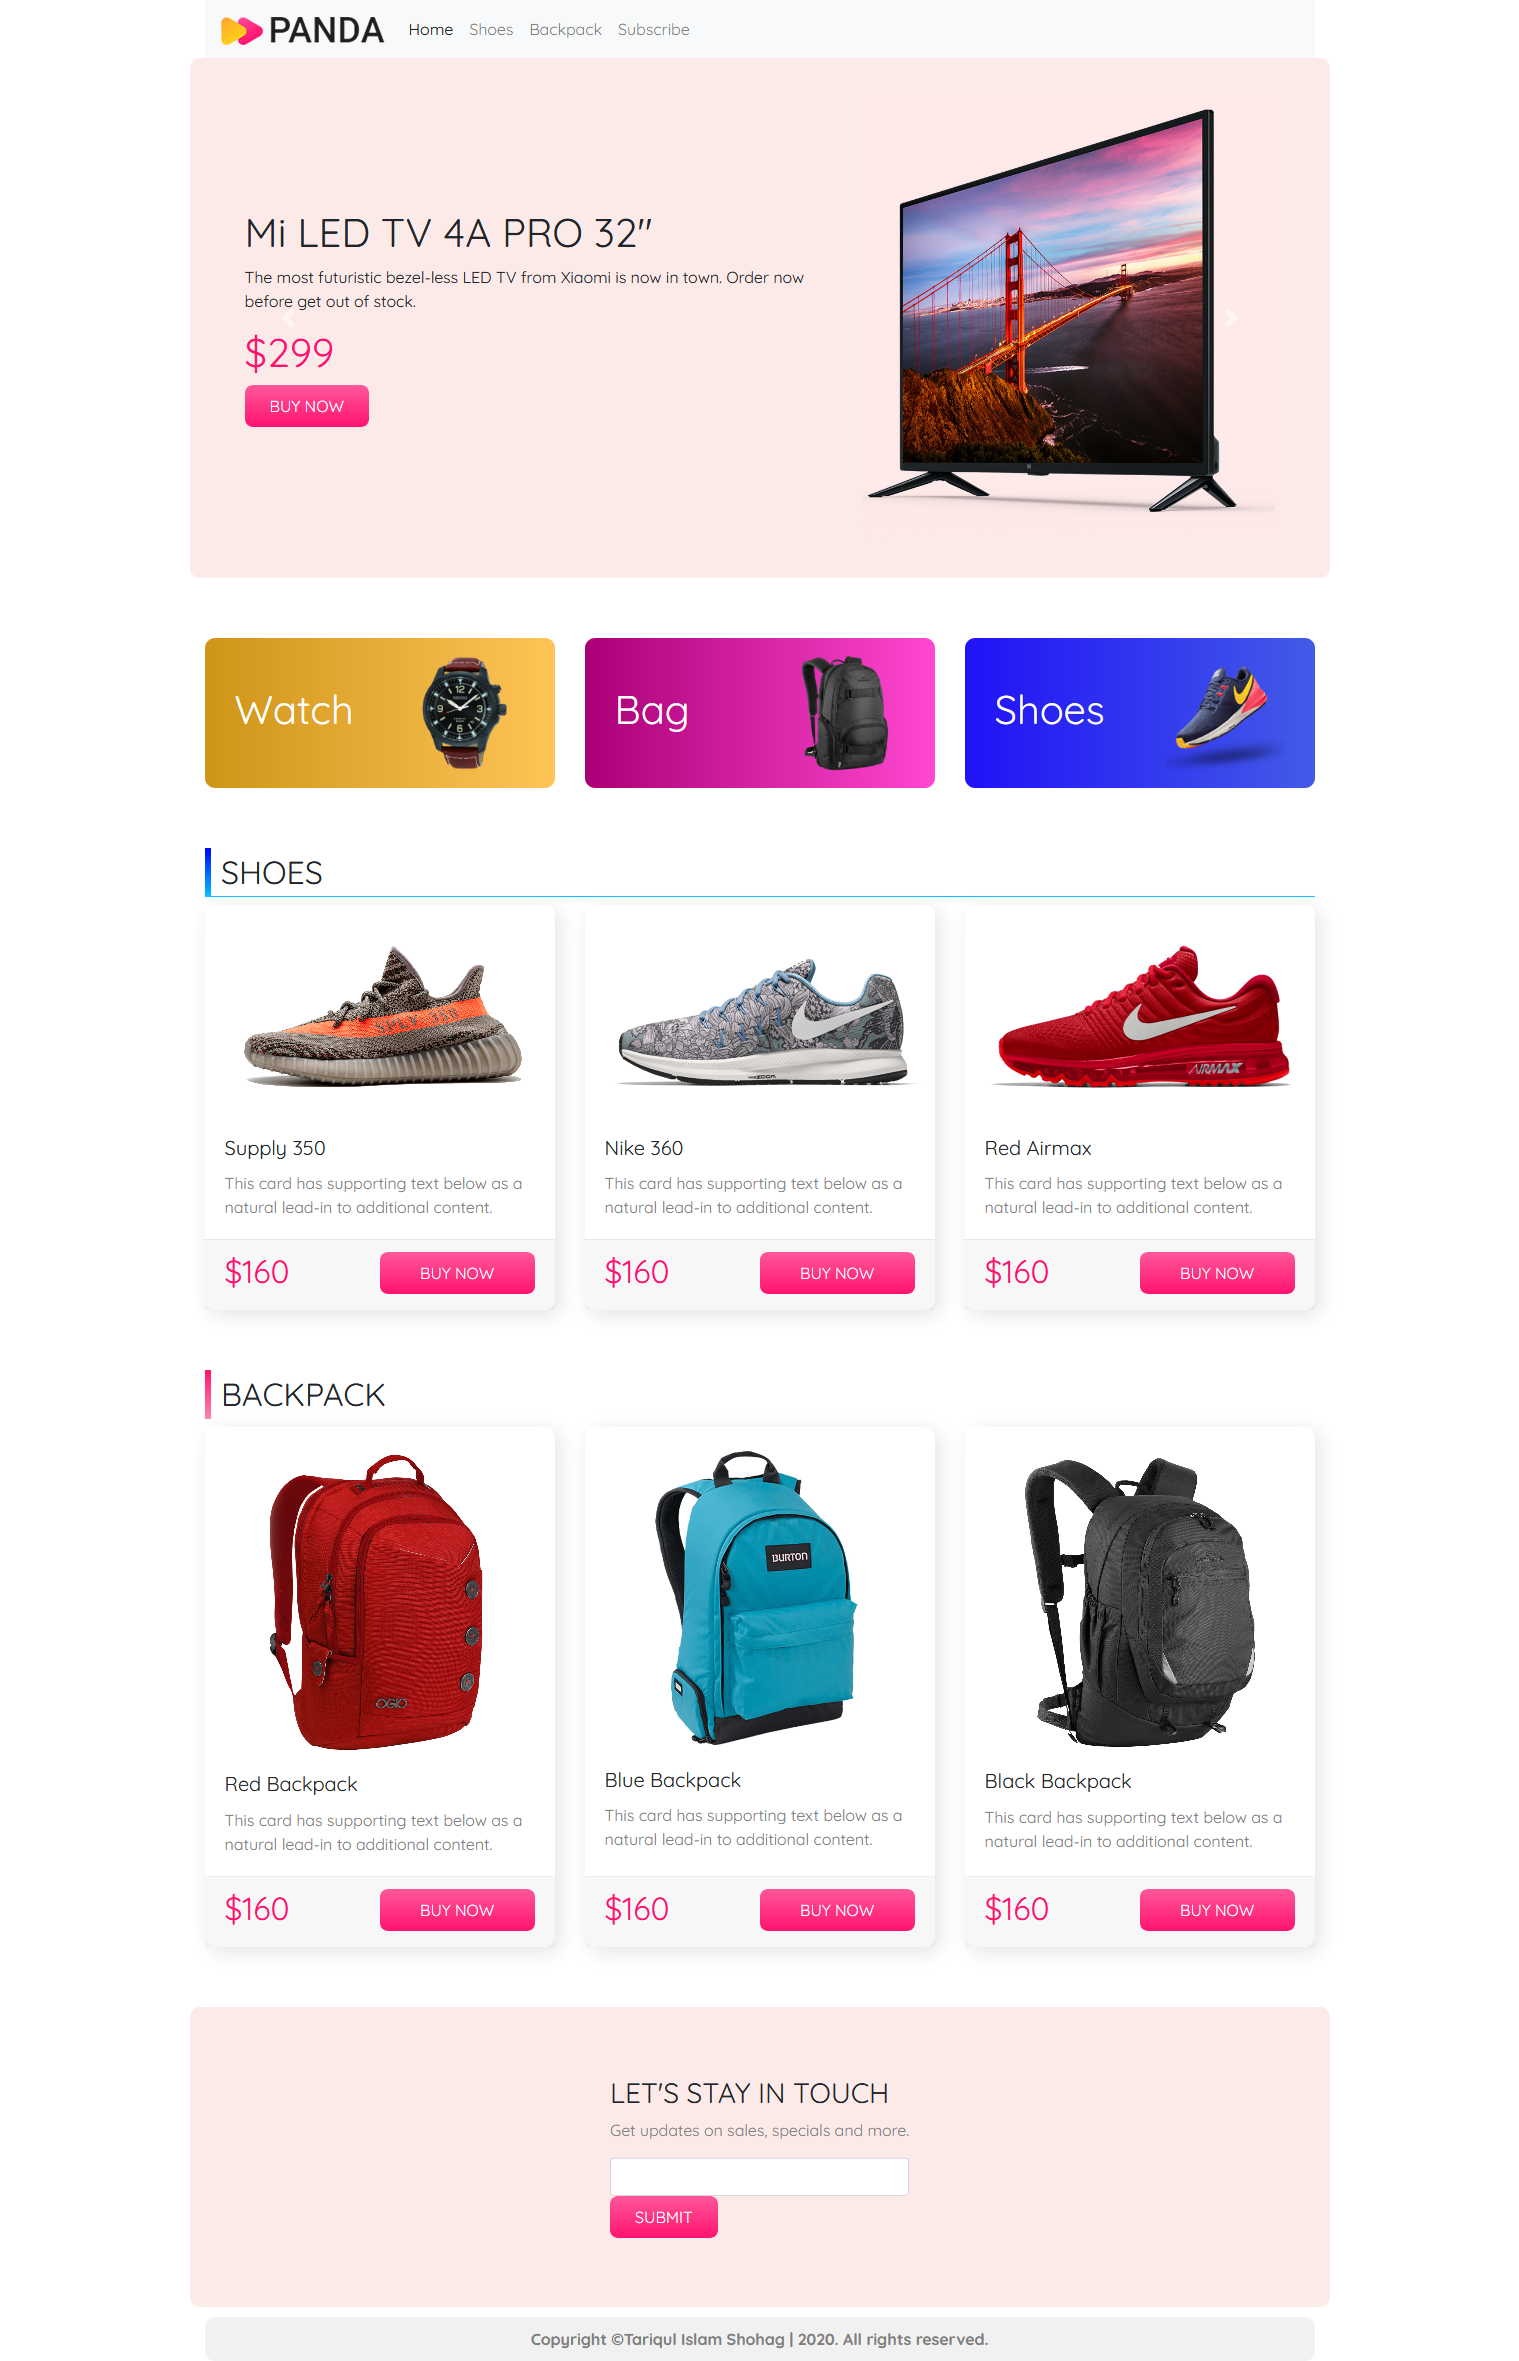 PANDA
Home Shoes Backpack Subscribe
Mi LED TV 4A PRO 32"
The most futuristic bezel-less LED TV from Xiaomi is now in town. Order now
before get out of stock.
$299
BUY NOW
Watch
Bag
Shoes
SHOES
SPLY 350
AIRMAX
Supply 350
This card has supporting text below as a
natural lead-in to additional content.
$160 BUY NOW
Nike 360
This card has supporting text below as a
natural lead-in to additional content.
$160 BUY NOW
Red Airmax
This card has supporting text below as a
natural lead-in to additional content.
$160 BUY NOW
BACKPACK
OGIO
BURTON
Red Backpack
This card has supporting text below as a
natural lead-in to additional content.
$160 BUY NOW
Blue Backpack
This card has supporting text below as a
natural lead-in to additional content.
$160 BUY NOW
Black Backpack
This card has supporting text below as a
natural lead-in to additional content.
$160 BUY NOW
LET'S STAY IN TOUCH
Get updates on sales, specials and more.
SUBMIT
Copyright ©Tariqul Islam Shohag | 2020. All rights reserved.